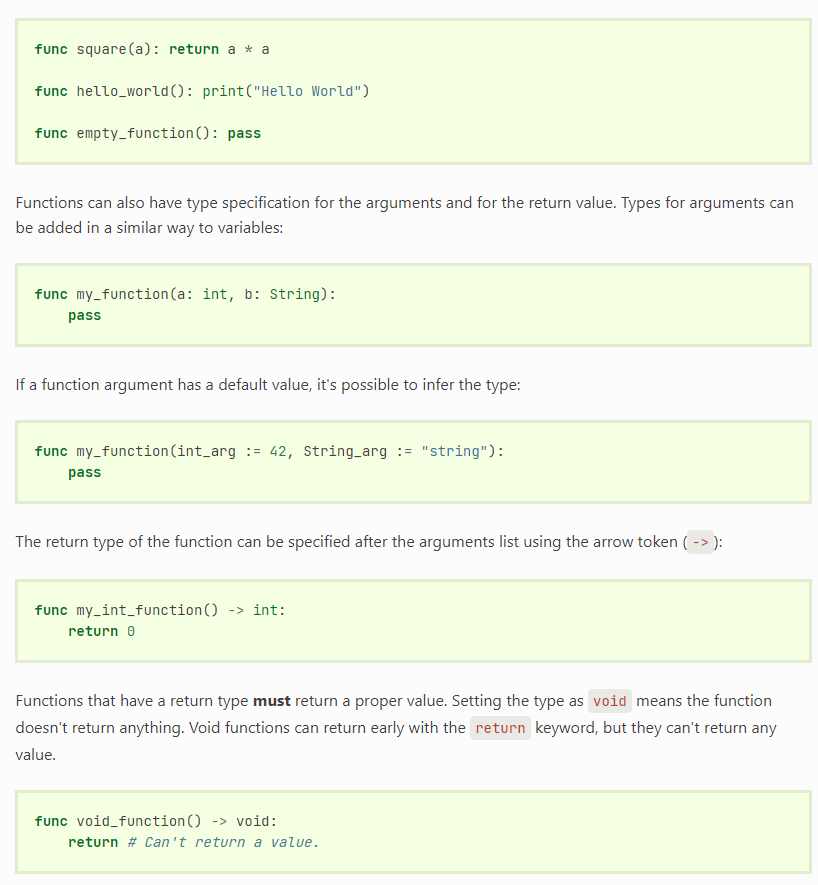 func square(a): return a * a
func hello_world(): print("Hello World")
func empty_function(): pass
Functions can also have type specification for the arguments and for the return value. Types for arguments can
be added in a similar way to variables:
func my_function(a: int, b: String):
    pass
If a function argument has a default value, it's possible to infer the type:
func my_function(int_arg := 42, String_arg := "string"):
    pass
The return type of the function can be specified after the arguments list using the arrow token ( -> ):
func my_int_function() -> int:
    return 0
Functions that have a return type must return a proper value. Setting the type as void means the function
doesn't return anything. Void functions can return early with the return keyword, but they can't return any
value.
func void_function() -> void:
    return # Can't return a value.